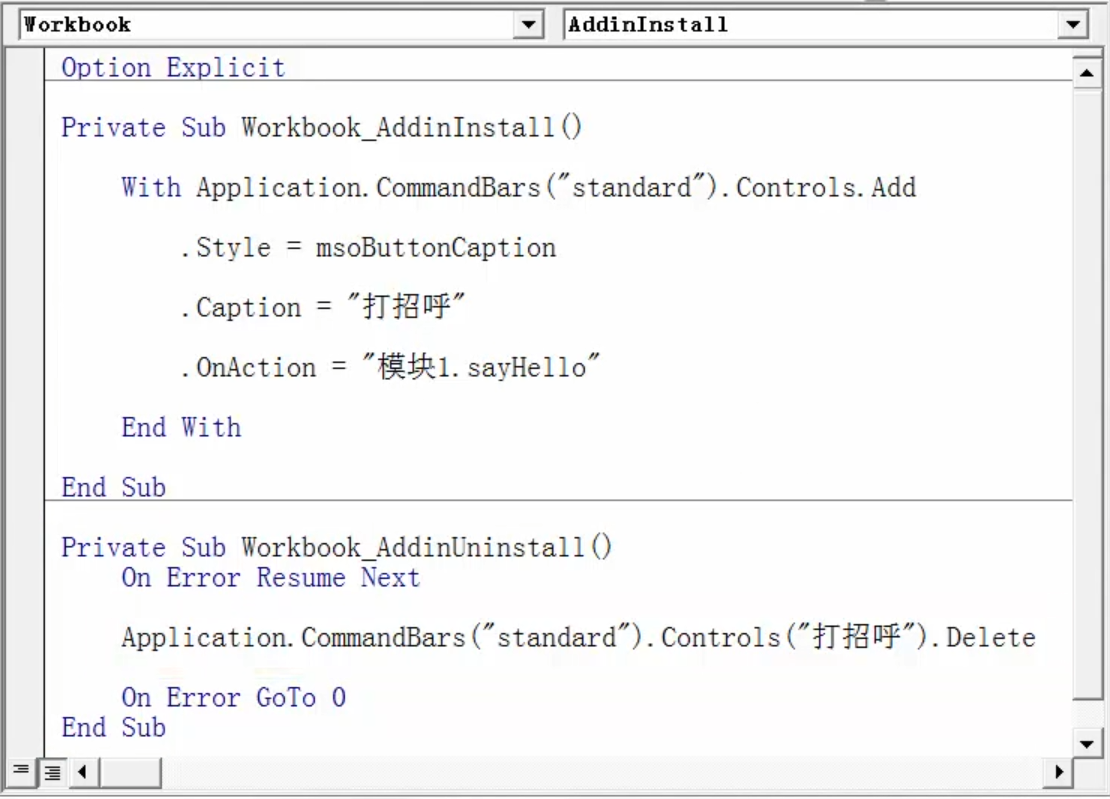 Workbook
AddinInstall
Option Explicit
Private Sub Workbook_AddinInstall()
With Application.CommandBars("standard").Controls.Add
.Style = msoButtonCaption
.Caption = "打招呼"
.OnAction = "模块1.sayHello"
End With
End Sub
Private Sub Workbook_AddinUninstall()
On Error Resume Next
Application.CommandBars("standard").Controls("打招呼").Delete
On Error GoTo 0
End Sub